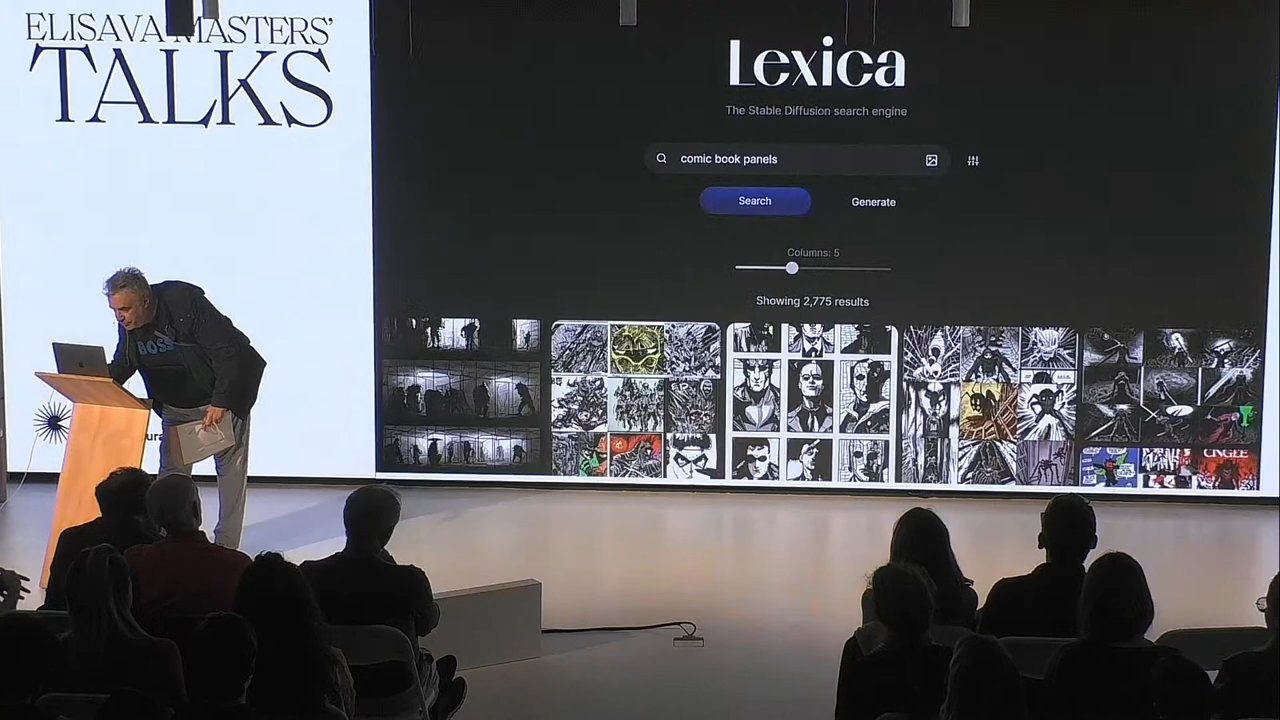 ELISAVA MASTERS'
TALKS
Lexica
The Stable Diffusion search engine
comic book panels
Search
Generate
Columns: 5
Showing 2,775 results
BOSS